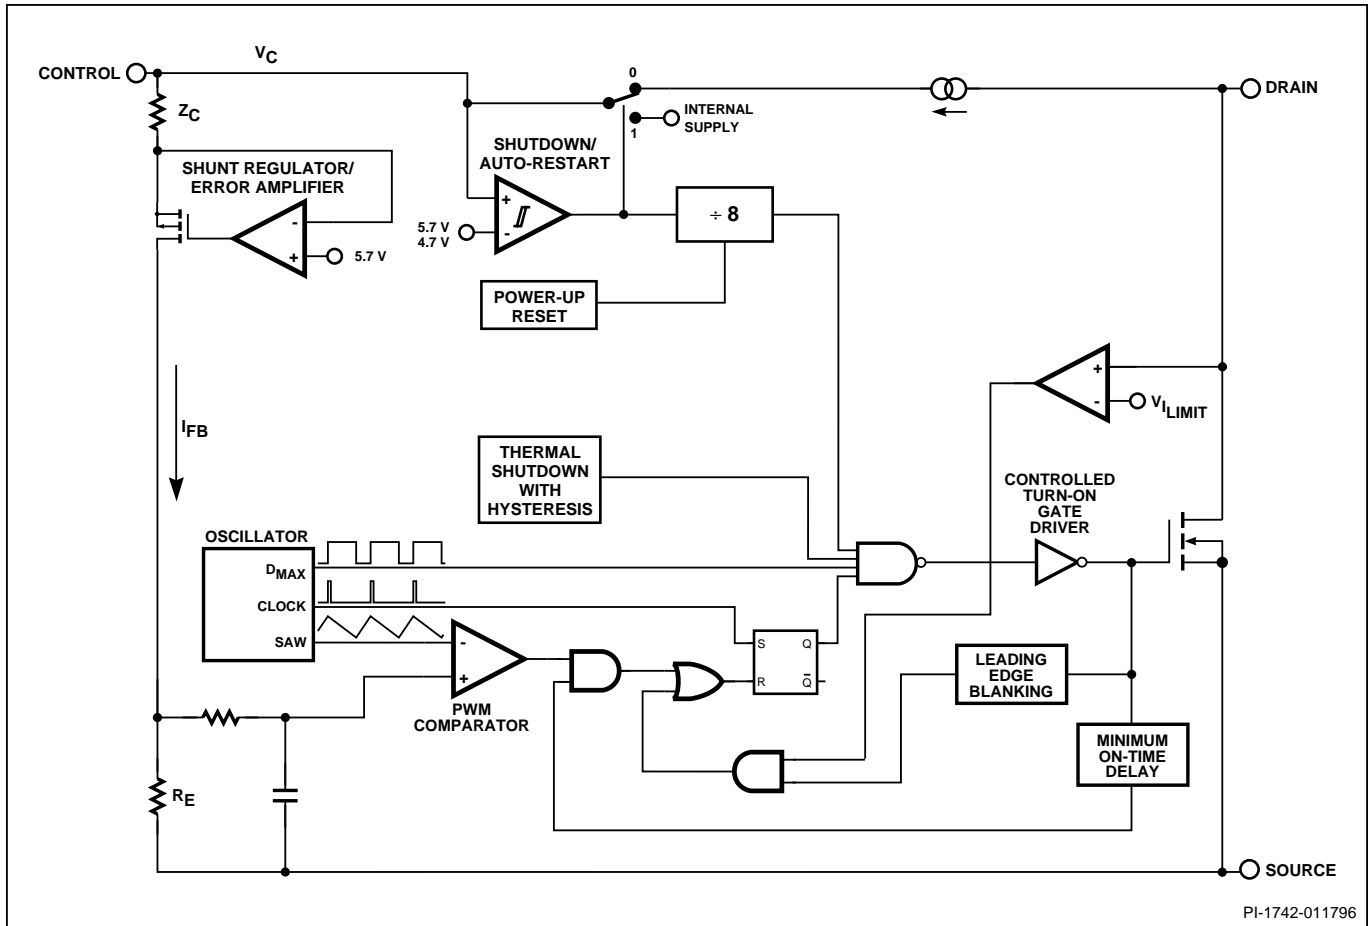 V_C
CONTROL
0
DRAIN
Z_C
INTERNAL
SUPPLY
1
SHUTDOWN/
AUTO-RESTART
SHUNT REGULATOR/
ERROR AMPLIFIER
+
-
÷ 8
5.7 V
4.7 V
-
+
5.7 V
POWER-UP
RESET
+
-
V_I_LIMIT
I_FB
THERMAL
SHUTDOWN
WITH
HYSTERESIS
CONTROLLED
TURN-ON
GATE
DRIVER
OSCILLATOR
D_MAX
CLOCK
SAW
-
+
PWM
COMPARATOR
S
Q
R
Q̅
LEADING
EDGE
BLANKING
MINIMUM
ON-TIME
DELAY
R_E
SOURCE
PI-1742-011796